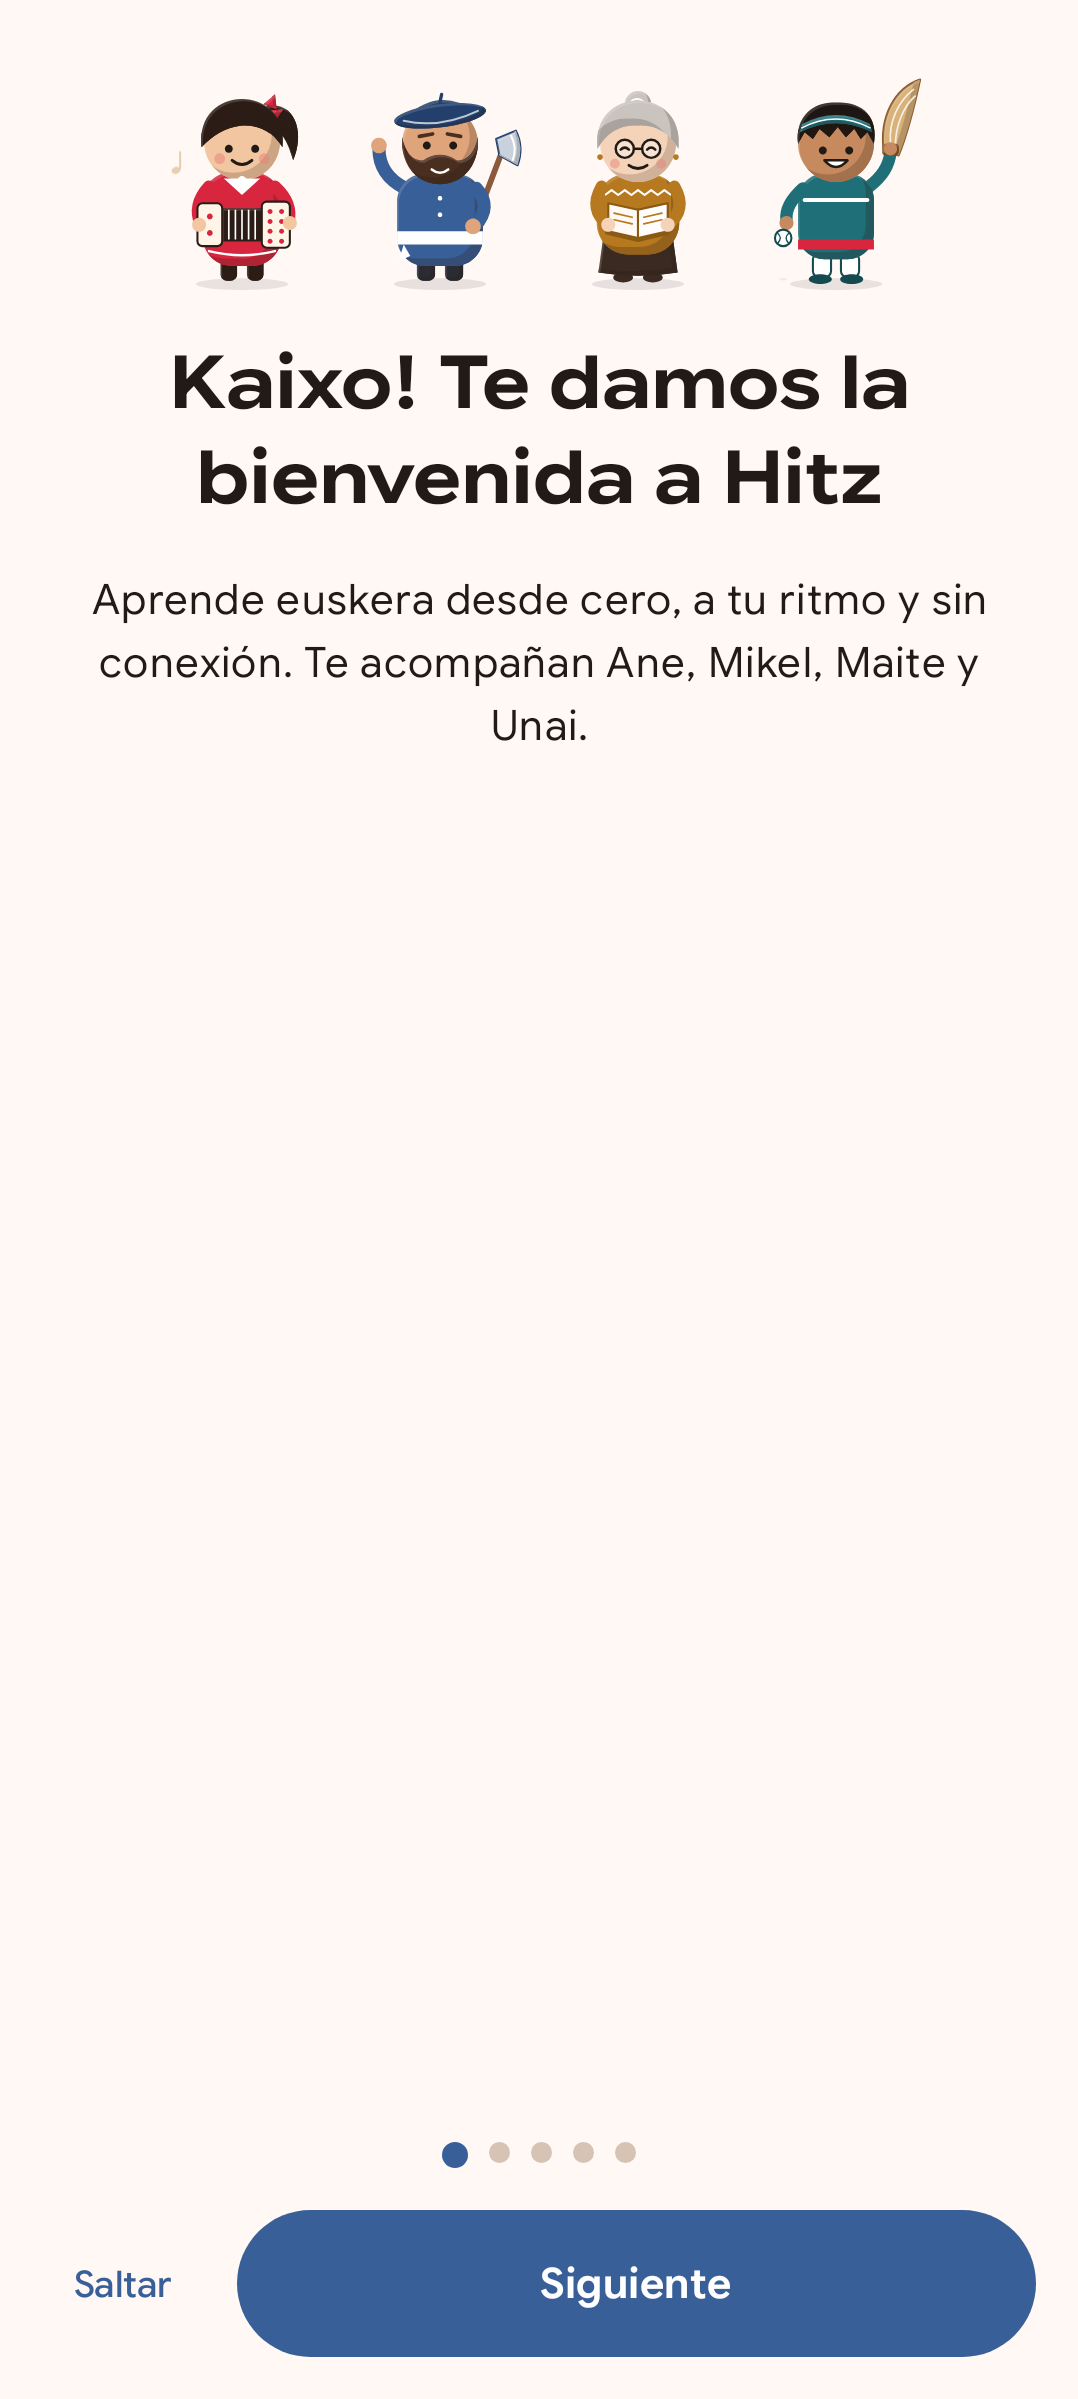 Kaixo! Te damos la
bienvenida a Hitz
Aprende euskera desde cero, a tu ritmo y sin
conexión. Te acompañan Ane, Mikel, Maite y
Unai.
Saltar
Siguiente